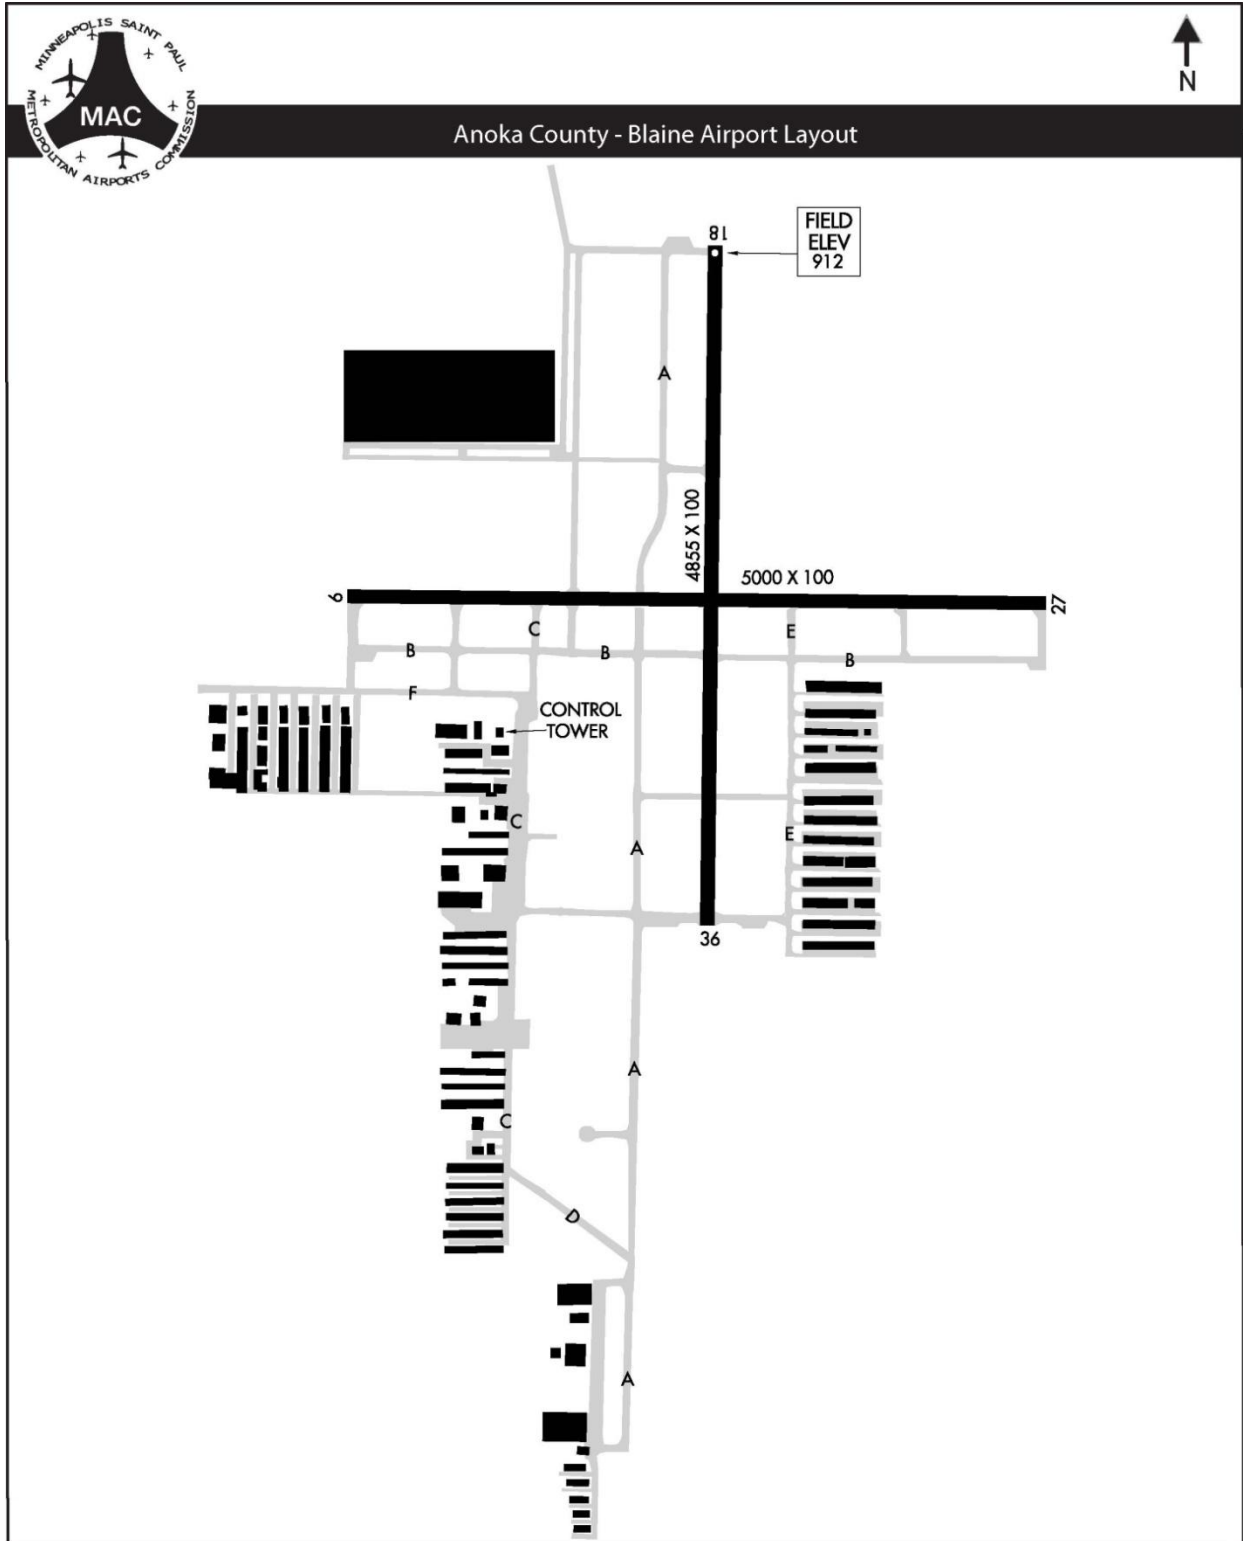 MINNEAPOLIS SAINT PAUL
MAC
METROPOLITAN AIRPORTS COMMISSION
N
Anoka County - Blaine Airport Layout
18
FIELD
ELEV
912
A
4855 X 100
5000 X 100
9
27
C
E
B
B
B
F
CONTROL
TOWER
C
E
A
36
A
C
D
A